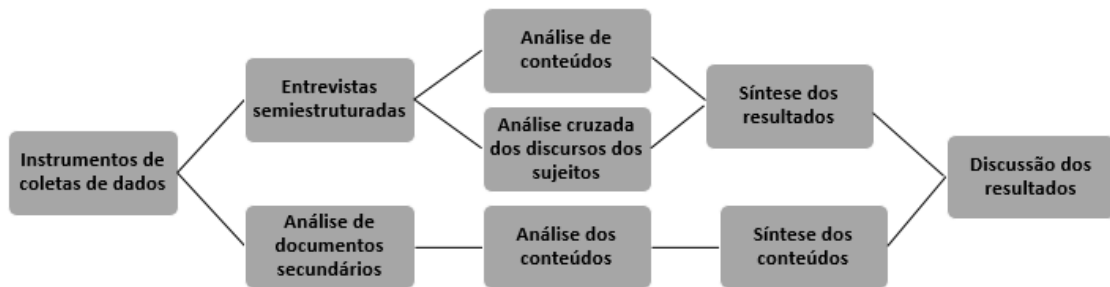 Instrumentos de
coletas de dados
Entrevistas
semiestruturadas
Análise de
conteúdos
Análise cruzada
dos discursos dos
sujeitos
Síntese dos
resultados
Análise de
documentos
secundários
Análise dos
conteúdos
Síntese dos
conteúdos
Discussão dos
resultados